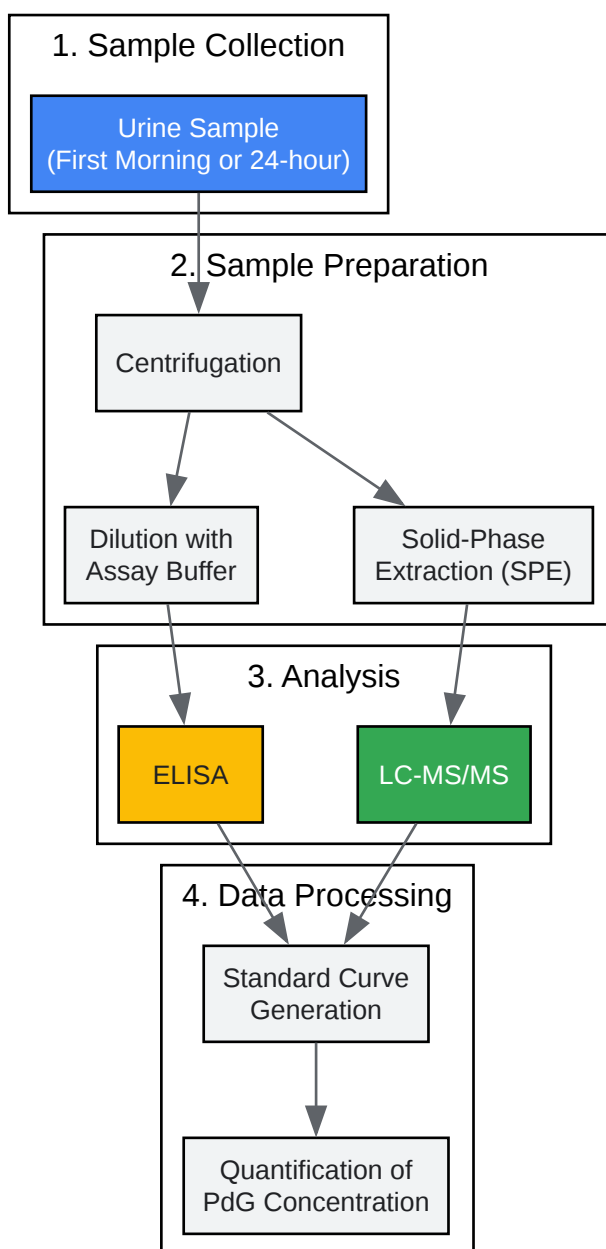 1. Sample Collection
Urine Sample
(First Morning or 24-hour)
2. Sample Preparation
Centrifugation
Dilution with
Assay Buffer
Solid-Phase
Extraction (SPE)
3. Analysis
ELISA
LC-MS/MS
4. Data Processing
Standard Curve
Generation
Quantification of
PdG Concentration